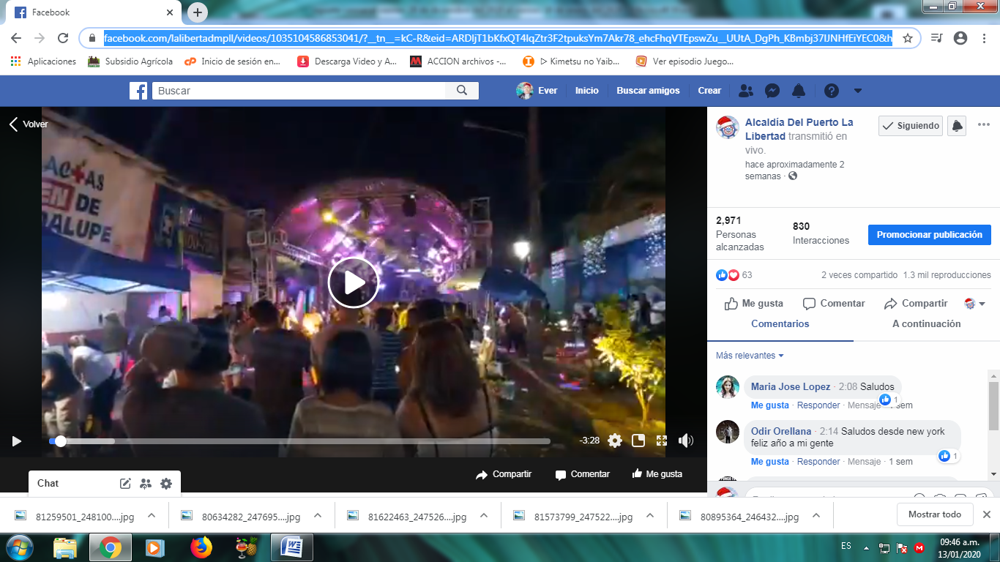 Facebook
facebook.com/lalibertadmpll/videos/1035104586853041/?__tn__=kC-R&eid=ARDljT1bKfxQT4lqZtr3F2tpuksYm7Akr78_ehcFhqVTEpswZu__UUtA_DgPh_KBmbj37lJNHfEiYEC0&h
Aplicaciones
Subsidio Agrícola
Inicio de sesión en...
Descarga Video y A...
ACCION archivos -...
▷ Kimetsu no Yaib...
Ver episodio Juego...
Buscar
Ever
Inicio
Buscar amigos
Crear
Volver
AC+AS
EN DE
ALUPE
-3:28
Compartir
Comentar
Me gusta
Chat
Alcaldía Del Puerto La
Libertad transmitió en
vivo.
hace aproximadamente 2
semanas ·
Siguiendo
2,971
Personas
alcanzadas
830
Interacciones
Promocionar publicación
63
2 veces compartido
1.3 mil reproducciones
Me gusta
Comentar
Compartir
Comentarios
A continuación
Más relevantes
Maria Jose Lopez · 2:08 Saludos
1
Me gusta · Responder · Mensaje · 1 sem
Odir Orellana · 2:14 Saludos desde new york
feliz año a mi gente
1
Me gusta · Responder · Mensaje · 1 sem
81259501_248100....jpg
80634282_247695....jpg
81622463_247526....jpg
81573799_247522....jpg
80895364_246432....jpg
Mostrar todo
ES
09:46 a.m.
13/01/2020